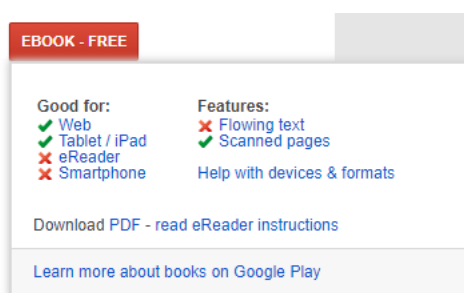 EBOOK - FREE
Good for:
Web
Tablet / iPad
eReader
Smartphone
Features:
Flowing text
Scanned pages
Help with devices & formats
Download PDF - read eReader instructions
Learn more about books on Google Play